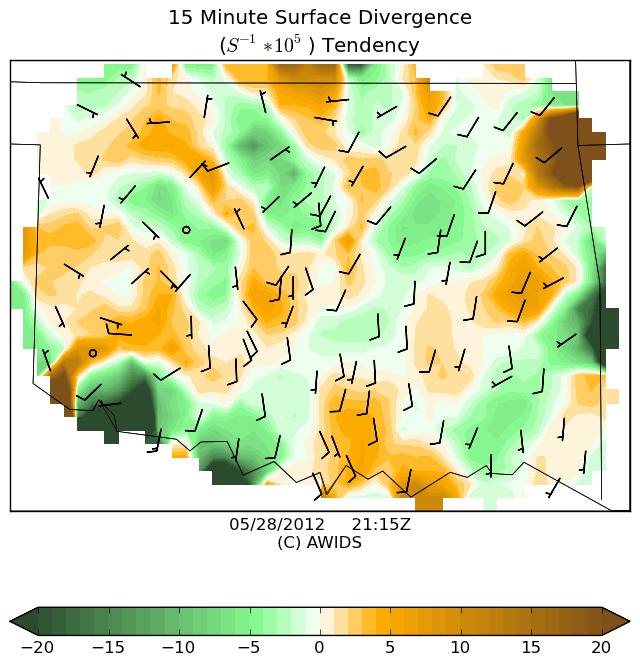 15 Minute Surface Divergence
(S⁻¹ *10⁵ ) Tendency
05/28/2012 21:15Z
(C) AWIDS
−20 −15 −10 −5 0 5 10 15 20